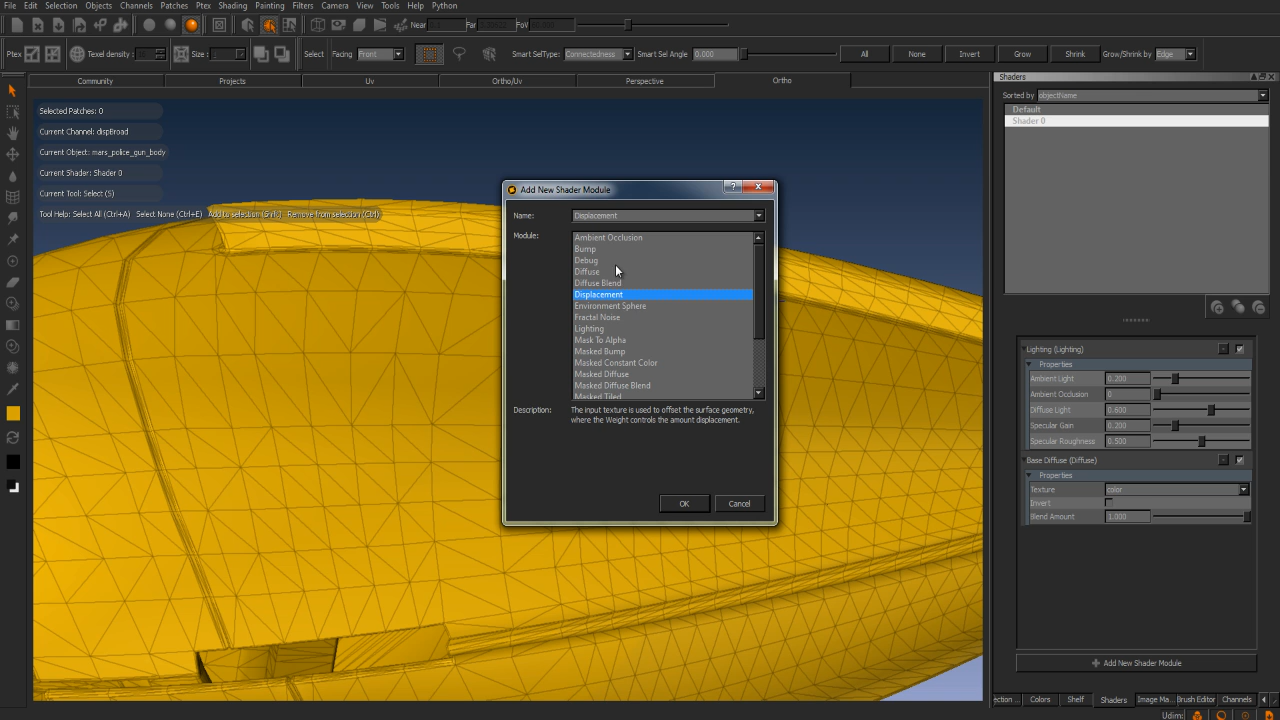 File Edit Selection Objects Channels Patches Ptex Shading Painting Filters Camera View Tools Help Python
Near Far FoV
Ptex Texel density : Size : Select Facing Front Smart SelType: Connectedness Smart Sel Angle 0.000 All None Invert Grow Shrink Grow/Shrink by Edge
Community Projects Uv Ortho/Uv Perspective Ortho
Shaders
Sorted by objectName
Default
Shader 0
Selected Patches: 0
Current Channel: dispBroad
Current Object: mars_police_gun_body
Current Shader: Shader 0
Current Tool: Select (S)
Tool Help: Select All (Ctrl+A) Select None (Ctrl+E) Add to selection (Shift) Remove from selection (Ctrl)
Add New Shader Module
Name: Displacement
Module:
Ambient Occlusion
Bump
Debug
Diffuse
Diffuse Blend
Displacement
Environment Sphere
Fractal Noise
Lighting
Mask To Alpha
Masked Bump
Masked Constant Color
Masked Diffuse
Masked Diffuse Blend
Masked Tiled
Description: The input texture is used to offset the surface geometry,
where the Weight controls the amount displacement.
OK Cancel
Lighting (Lighting)
Properties
Ambient Light 0.200
Ambient Occlusion 0
Diffuse Light 0.600
Specular Gain 0.200
Specular Roughness 0.500
Base Diffuse (Diffuse)
Properties
Texture color
Invert
Blend Amount 1.000
Add New Shader Module
ection ... Colors Shelf Shaders Image Ma... Brush Editor Channels
Udim: